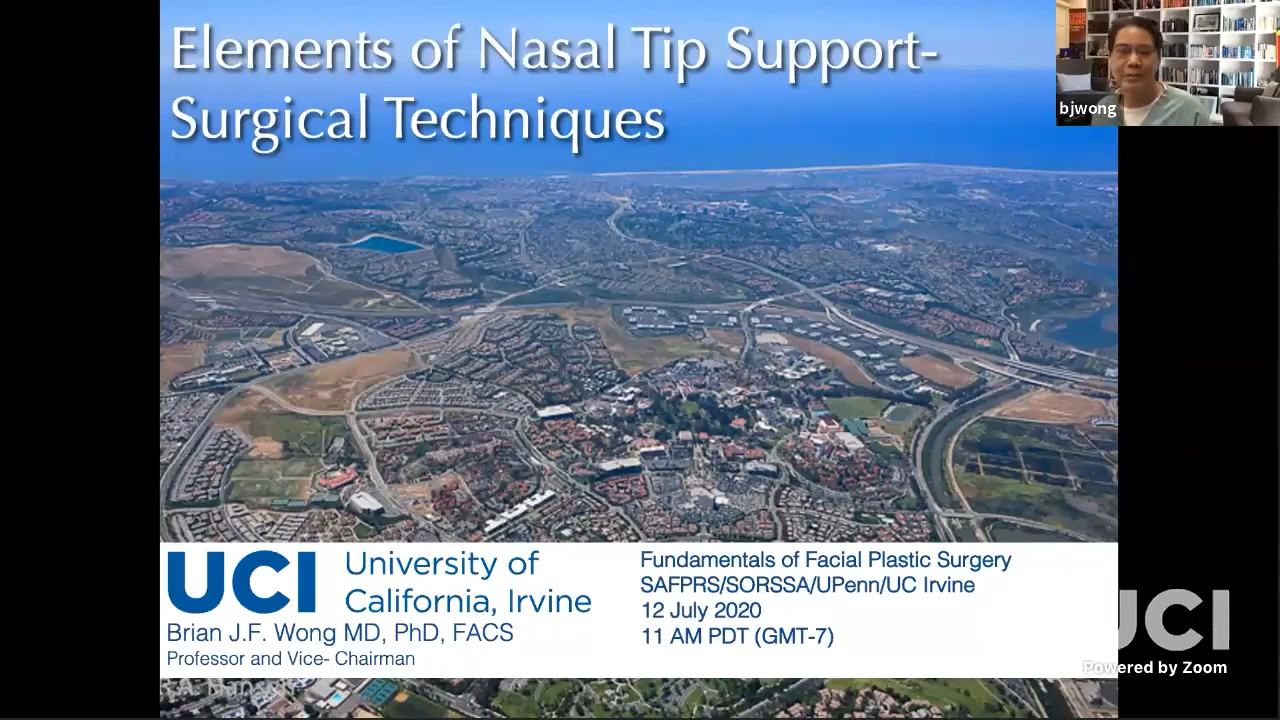 Elements of Nasal Tip Support-
Surgical Techniques
bjwong
UCI
University of
California, Irvine
Brian J.F. Wong MD, PhD, FACS
Professor and Vice- Chairman
Fundamentals of Facial Plastic Surgery
SAFPRS/SORSSA/UPenn/UC Irvine
12 July 2020
11 AM PDT (GMT-7)
UCI
Powered by Zoom